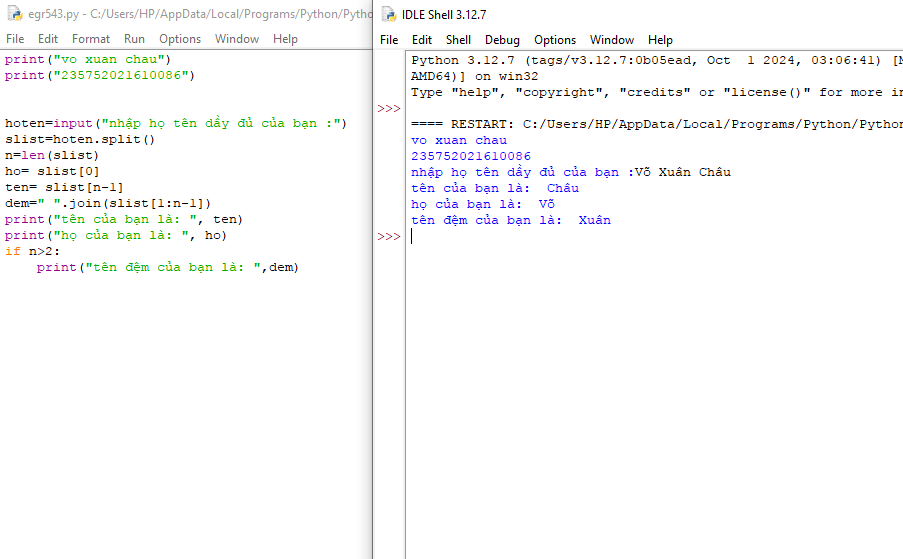 egr543.py - C:/Users/HP/AppData/Local/Programs/Python/Pytho
File Edit Format Run Options Window Help
print("vo xuan chau")
print("235752021610086")
hoten=input("nhập họ tên dầy đủ của bạn :")
slist=hoten.split()
n=len(slist)
ho= slist[0]
ten= slist[n-1]
dem=" ".join(slist[1:n-1])
print("tên của bạn là: ", ten)
print("họ của bạn là: ", ho)
if n>2:
    print("tên đệm của bạn là: ",dem)
IDLE Shell 3.12.7
File Edit Shell Debug Options Window Help
Python 3.12.7 (tags/v3.12.7:0b05ead, Oct  1 2024, 03:06:41) [M
AMD64)] on win32
Type "help", "copyright", "credits" or "license()" for more in
>>>
==== RESTART: C:/Users/HP/AppData/Local/Programs/Python/Python
vo xuan chau
235752021610086
nhập họ tên dầy đủ của bạn :Võ Xuân Châu
tên của bạn là:  Châu
họ của bạn là:  Võ
tên đệm của bạn là:  Xuân
>>>